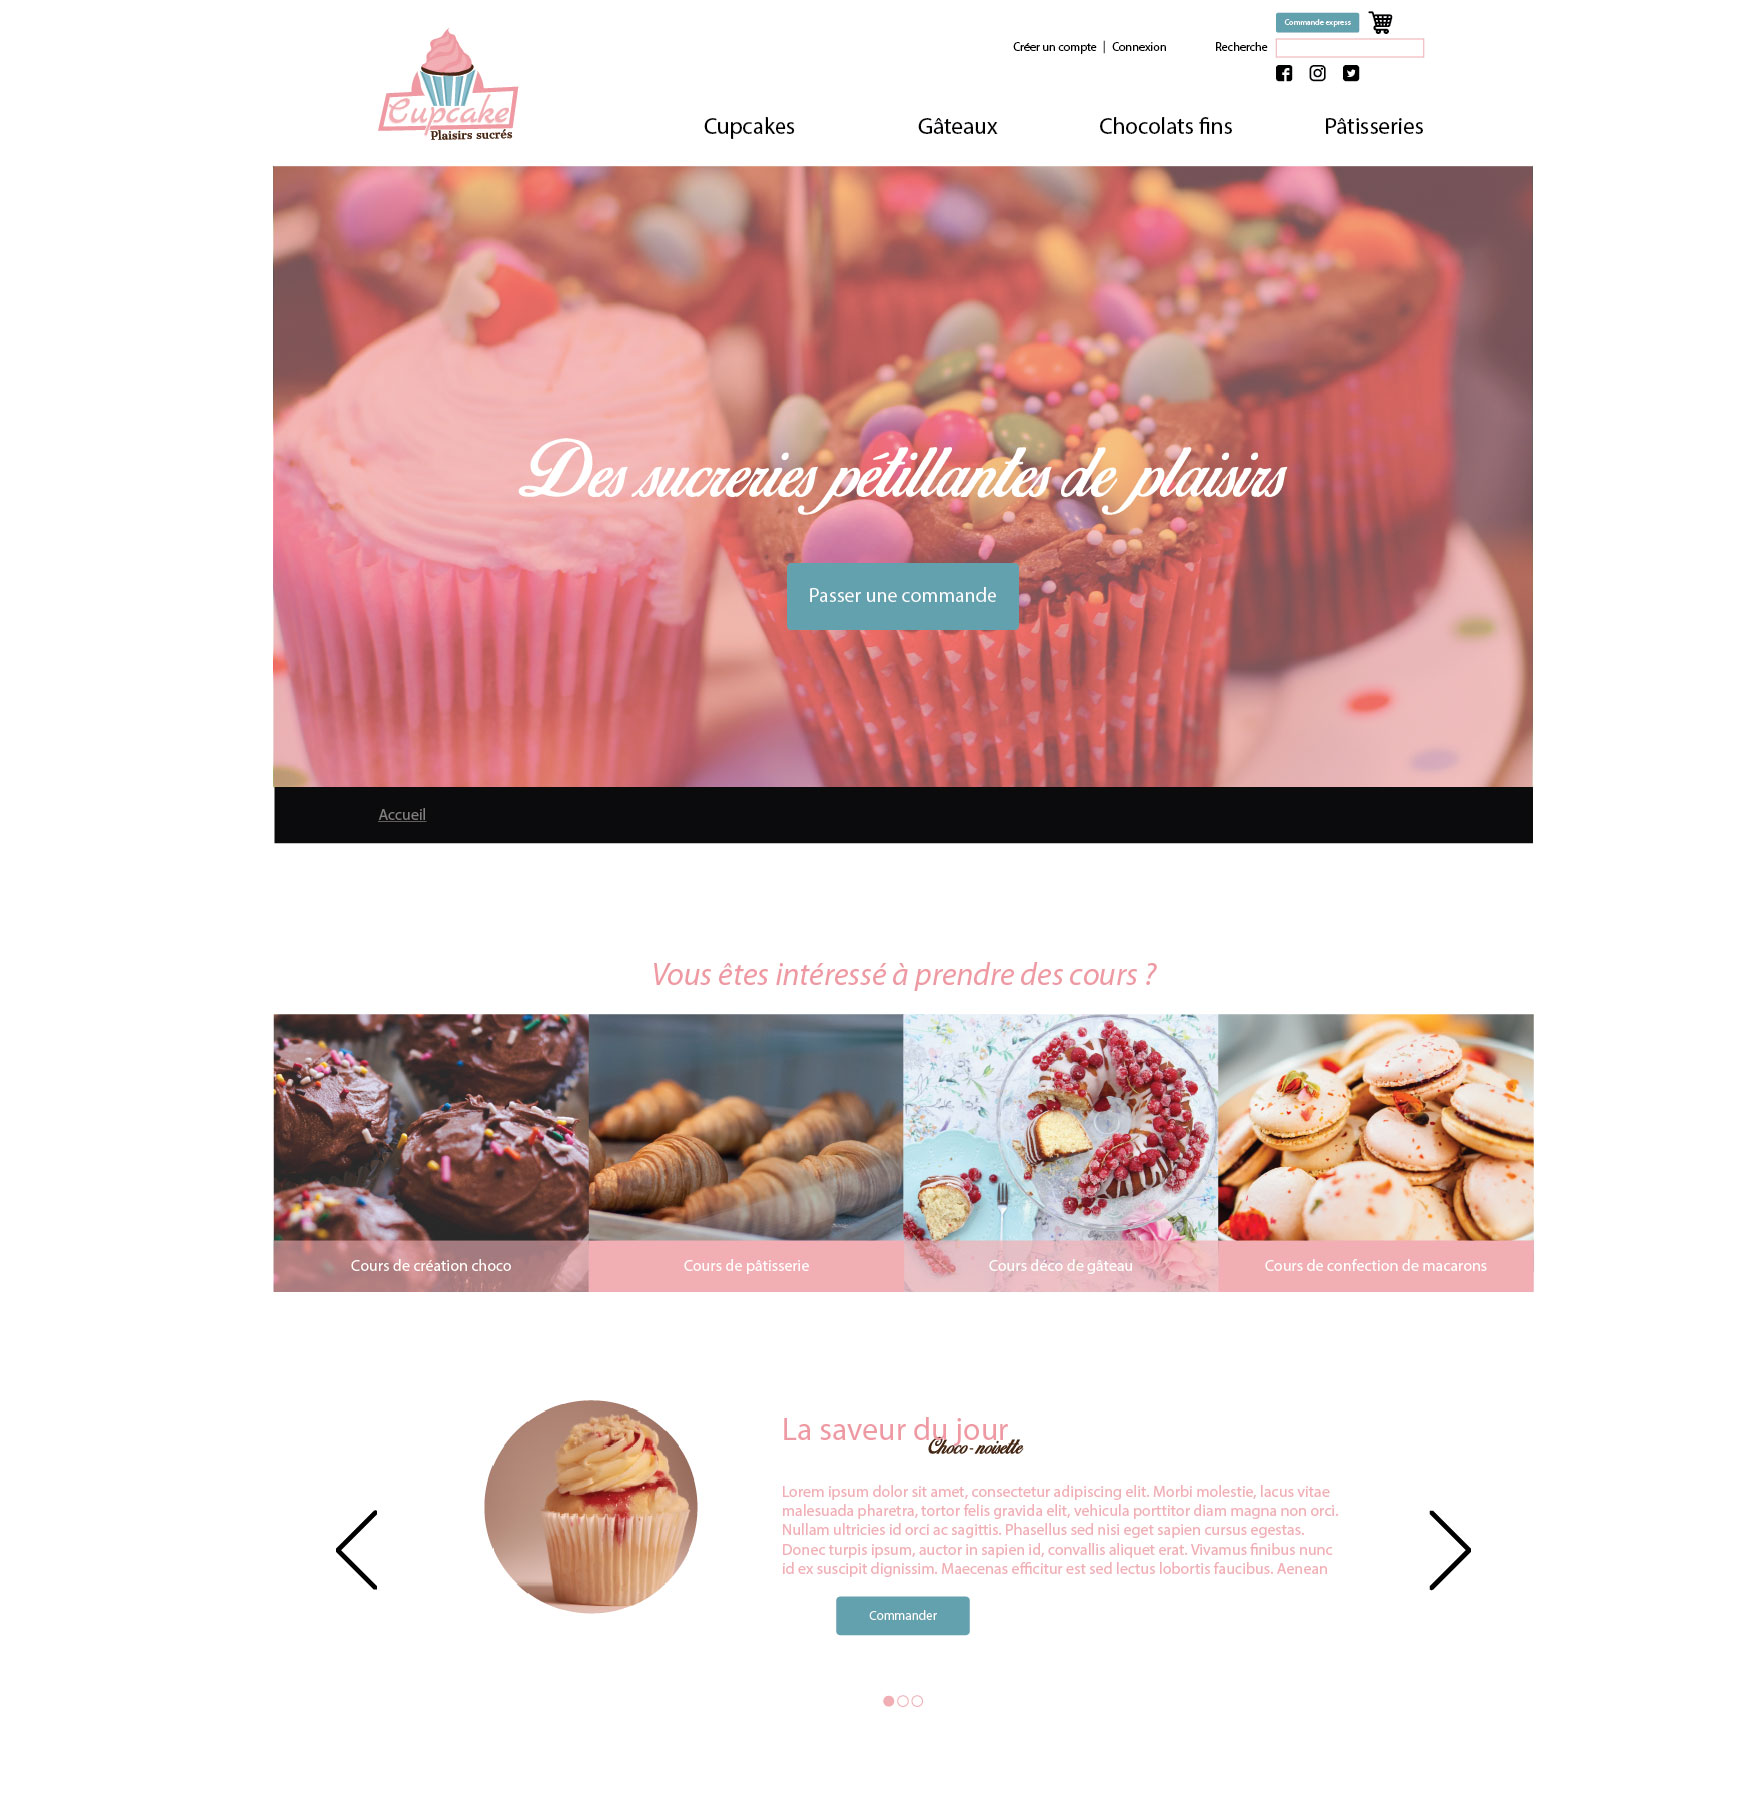 Commande express
Créer un compte | Connexion
Recherche
Cupcake
Plaisirs sucrés
Cupcakes
Gâteaux
Chocolats fins
Pâtisseries
Des sucreries pétillantes de plaisirs
Passer une commande
Accueil
Vous êtes intéressé à prendre des cours ?
Cours de création choco
Cours de pâtisserie
Cours déco de gâteau
Cours de confection de macarons
La saveur du jour
Choco-noisette
Lorem ipsum dolor sit amet, consectetur adipiscing elit. Morbi molestie, lacus vitae
malesuada pharetra, tortor felis gravida elit, vehicula porttitor diam magna non orci.
Nullam ultricies id orci ac sagittis. Phasellus sed nisi eget sapien cursus egestas.
Donec turpis ipsum, auctor in sapien id, convallis aliquet erat. Vivamus finibus nunc
id ex suscipit dignissim. Maecenas efficitur est sed lectus lobortis faucibus. Aenean
Commander